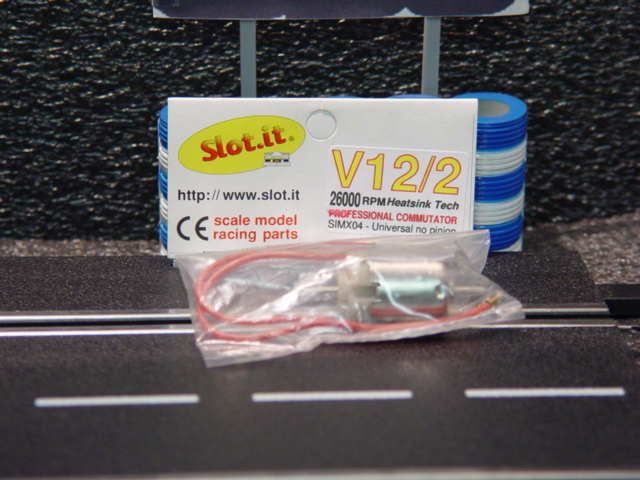 Slot.it®
http://www.slot.it
CE scale model
racing parts
V12/2
26000 RPM Heatsink Tech
PROFESSIONAL COMMUTATOR
SIMX04 - Universal no pinion